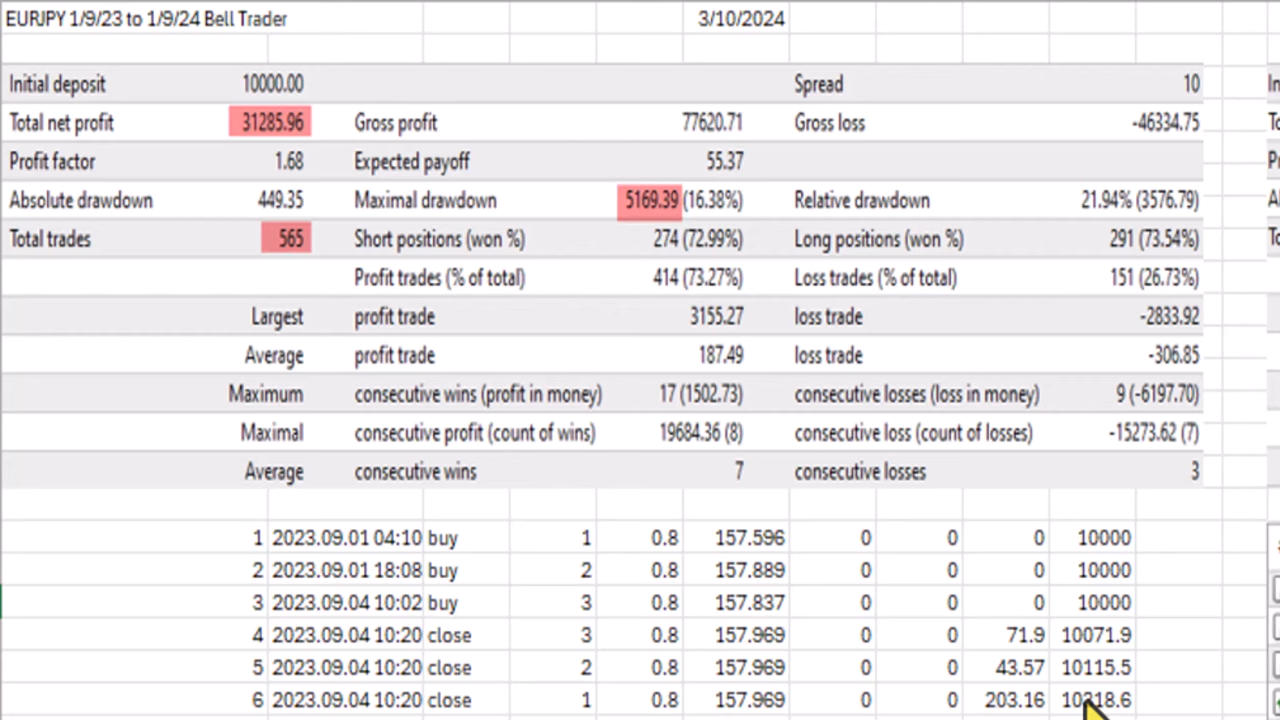 EURJPY 1/9/23 to 1/9/24 Bell Trader 3/10/2024
Initial deposit 10000.00 Spread 10
Total net profit 31285.96 Gross profit 77620.71 Gross loss -46334.75
Profit factor 1.68 Expected payoff 55.37
Absolute drawdown 449.35 Maximal drawdown 5169.39 (16.38%) Relative drawdown 21.94% (3576.79)
Total trades 565 Short positions (won %) 274 (72.99%) Long positions (won %) 291 (73.54%)
Profit trades (% of total) 414 (73.27%) Loss trades (% of total) 151 (26.73%)
Largest profit trade 3155.27 loss trade -2833.92
Average profit trade 187.49 loss trade -306.85
Maximum consecutive wins (profit in money) 17 (1502.73) consecutive losses (loss in money) 9 (-6197.70)
Maximal consecutive profit (count of wins) 19684.36 (8) consecutive loss (count of losses) -15273.62 (7)
Average consecutive wins 7 consecutive losses 3
1 2023.09.01 04:10 buy 1 0.8 157.596 0 0 0 10000
2 2023.09.01 18:08 buy 2 0.8 157.889 0 0 0 10000
3 2023.09.04 10:02 buy 3 0.8 157.837 0 0 0 10000
4 2023.09.04 10:20 close 3 0.8 157.969 0 0 71.9 10071.9
5 2023.09.04 10:20 close 2 0.8 157.969 0 0 43.57 10115.5
6 2023.09.04 10:20 close 1 0.8 157.969 0 0 203.16 10318.6